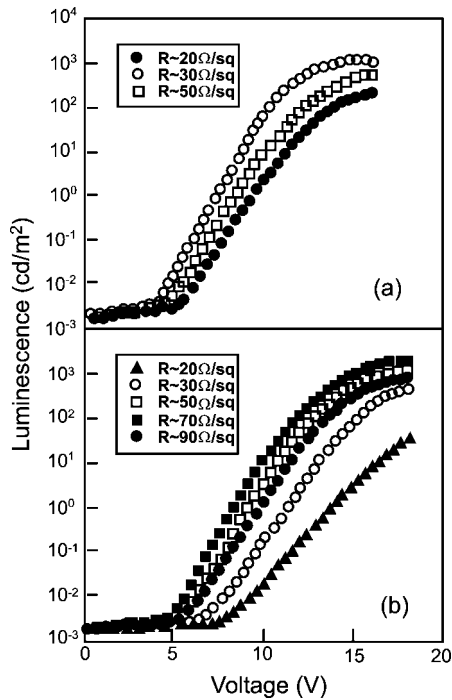 10^4
10^3
10^2
10^1
10^0
10^-1
10^-2
10^-3
R~20Ω/sq
R~30Ω/sq
R~50Ω/sq
(a)
Luminescence (cd/m^2)
10^3
10^2
10^1
10^0
10^-1
10^-2
10^-3
R~20Ω/sq
R~30Ω/sq
R~50Ω/sq
R~70Ω/sq
R~90Ω/sq
(b)
0 5 10 15 20
Voltage (V)